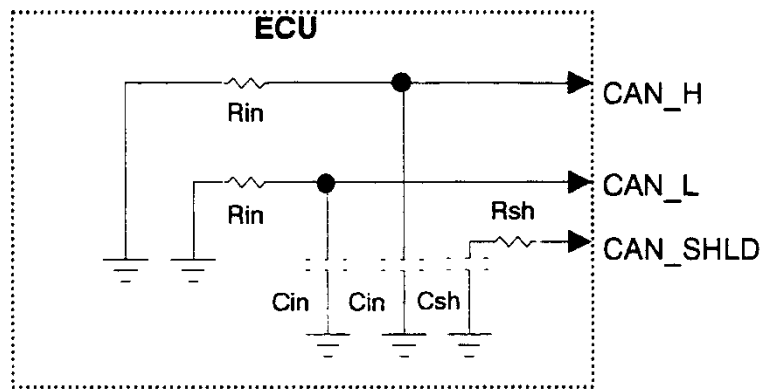 ECU
CAN_H
Rin
CAN_L
Rin
Rsh
CAN_SHLD
Cin
Cin
Csh